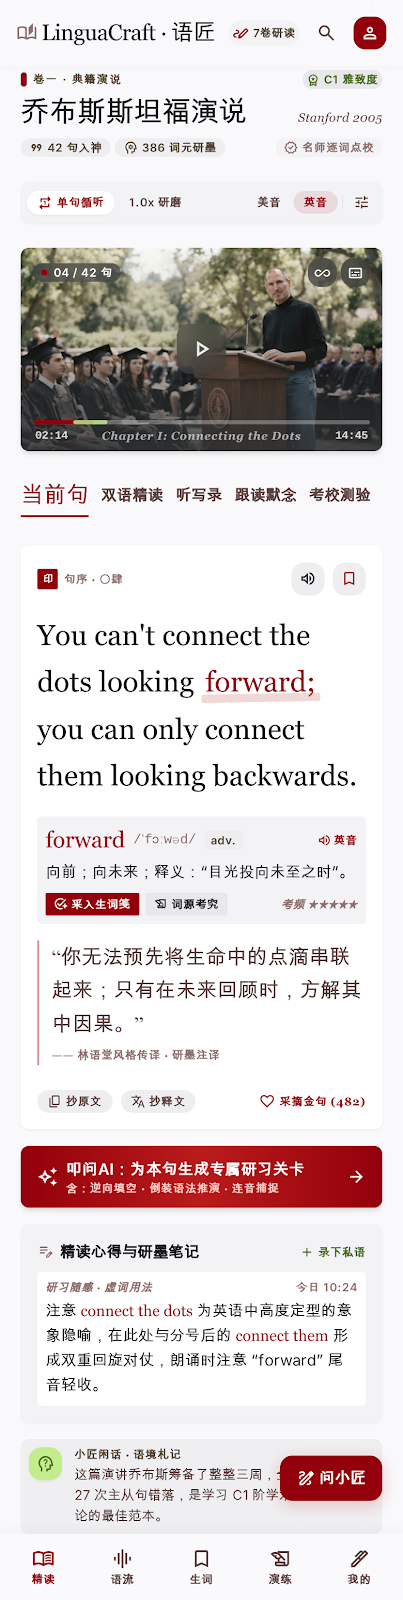 LinguaCraft · 语匠
7卷研读
卷一 · 典籍演说
C1 雅致度
乔布斯斯坦福演说
Stanford 2005
42 句入神
386 词元研墨
名师逐词点校
单句循听
1.0x 研磨
美音
英音
04 / 42 句
02:14
Chapter I: Connecting the Dots
14:45
当前句
双语精读
听写录
跟读默念
考校测验
印
句序 · 〇肆
You can't connect the
dots looking forward;
you can only connect
them looking backwards.
forward /ˈfɔːwəd/ adv.
英音
向前；向未来；释义：“目光投向未至之时”。
采入生词笺
词源考究
考频 ★★★★★
“你无法预先将生命中的点滴串联
起来；只有在未来回顾时，方解其
中因果。”
—— 林语堂风格传译 · 研墨注译
抄原文
抄释文
采摘金句 (482)
叩问AI：为本句生成专属研习关卡
含：逆向填空 · 倒装语法推演 · 连音捕捉
精读心得与研墨笔记
录下私语
研习随感 · 虚词用法
今日 10:24
注意 connect the dots 为英语中高度定型的意
象隐喻，在此处与分号后的 connect them 形
成双重回旋对仗，朗诵时注意 “forward” 尾
音轻收。
小匠闲话 · 语境札记
这篇演讲乔布斯筹备了整整三周，
27 次主从句错落，是学习 C1 阶学
论的最佳范本。
问小匠
精读
语流
生词
演练
我的